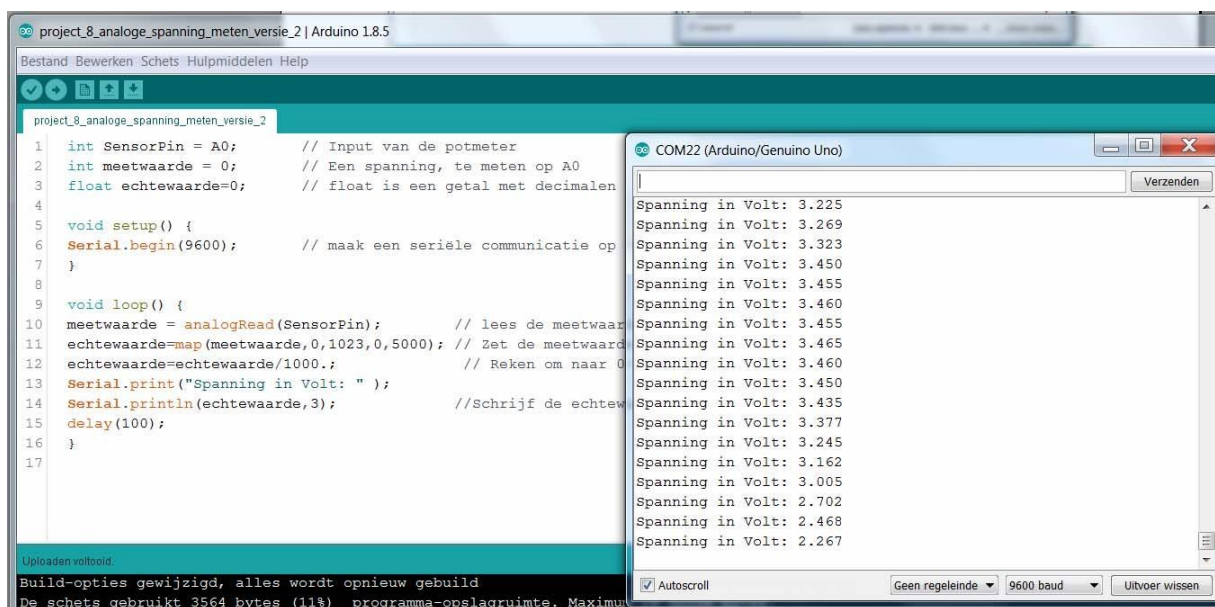 project_8_analoge_spanning_meten_versie_2 | Arduino 1.8.5
Bestand Bewerken Schets Hulpmiddelen Help
project_8_analoge_spanning_meten_versie_2
1 int SensorPin = A0; // Input van de potmeter
2 int meetwaarde = 0; // Een spanning, te meten op A0
3 float echtewaarde=0; // float is een getal met decimalen
4
5 void setup() {
6 Serial.begin(9600); // maak een seriële communicatie op
7 }
8
9 void loop() {
10 meetwaarde = analogRead(SensorPin); // lees de meetwaar
11 echtewaarde=map(meetwaarde,0,1023,0,5000); // Zet de meetwaard
12 echtewaarde=echtewaarde/1000.; // Reken om naar 0
13 Serial.print("Spanning in Volt: " );
14 Serial.println(echtewaarde,3); //Schrijf de echtew
15 delay(100);
16 }
17
Uploaden voltooid.
Build-opties gewijzigd, alles wordt opnieuw gebuild
De schets gebruikt 3564 bytes (11%) programma-opslagruimte. Maximum
COM22 (Arduino/Genuino Uno)
Verzenden
Spanning in Volt: 3.225
Spanning in Volt: 3.269
Spanning in Volt: 3.323
Spanning in Volt: 3.450
Spanning in Volt: 3.455
Spanning in Volt: 3.460
Spanning in Volt: 3.455
Spanning in Volt: 3.465
Spanning in Volt: 3.460
Spanning in Volt: 3.450
Spanning in Volt: 3.435
Spanning in Volt: 3.377
Spanning in Volt: 3.245
Spanning in Volt: 3.162
Spanning in Volt: 3.005
Spanning in Volt: 2.702
Spanning in Volt: 2.468
Spanning in Volt: 2.267
Autoscroll
Geen regeleinde
9600 baud
Uitvoer wissen